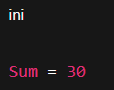 ini
Sum = 30